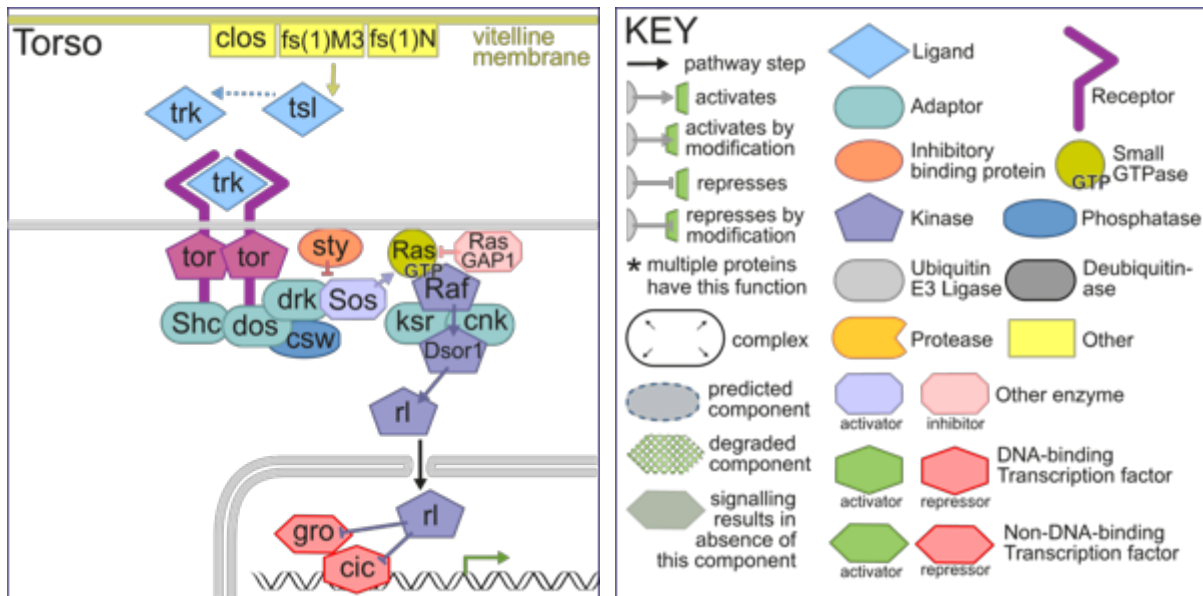 Torso
clos
fs(1)M3
fs(1)N
vitelline
membrane
trk
tsl
trk
tor
tor
sty
Ras
GTP
Ras
GAP1
drk
Sos
Raf
Shc
dos
csw
ksr
cnk
Dsor1
rl
rl
gro
cic
KEY
pathway step
activates
activates by
modification
represses
represses by
modification
* multiple proteins
have this function
complex
predicted
component
degraded
component
signalling
results in
absence of
this component
Ligand
Receptor
Adaptor
Inhibitory
binding protein
GTP
Small
GTPase
Kinase
Phosphatase
Ubiquitin
E3 Ligase
Deubiquitin-
ase
Protease
Other
Other enzyme
activator
inhibitor
DNA-binding
Transcription factor
activator
repressor
Non-DNA-binding
Transcription factor
activator
repressor